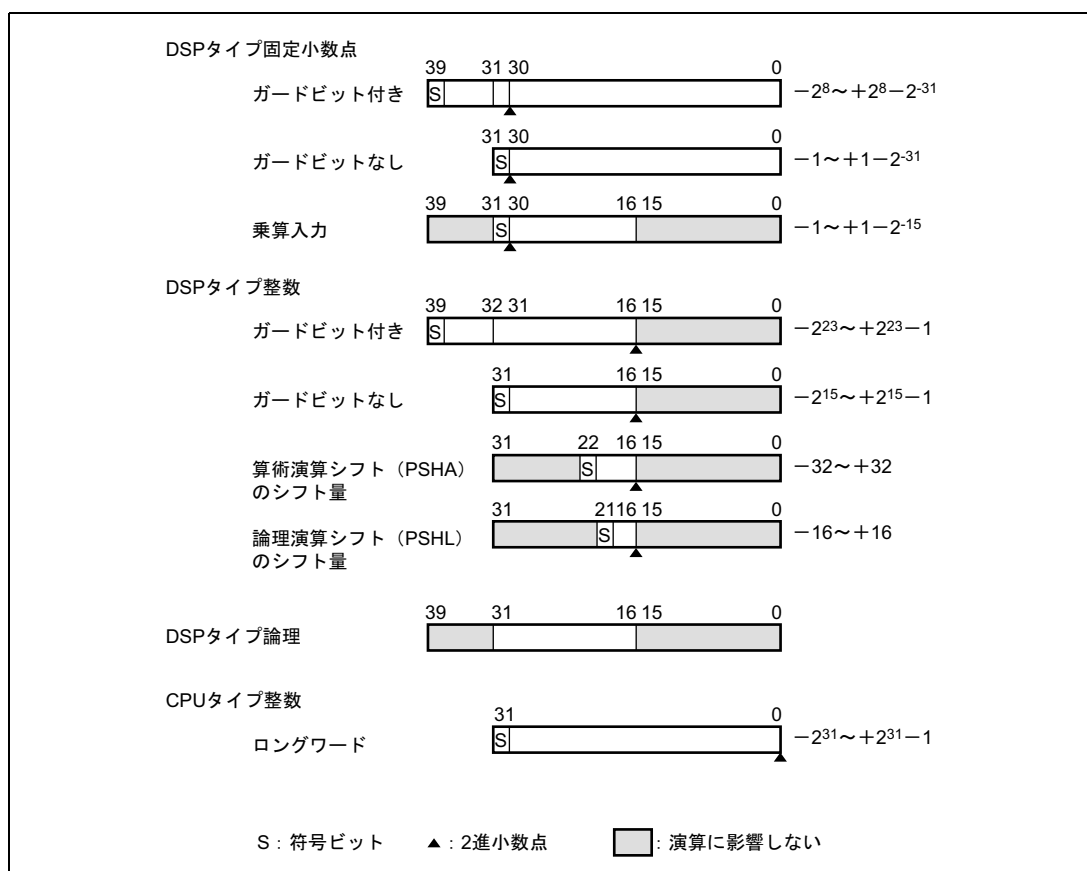 DSPタイプ固定小数点
39 31 30 0
ガードビット付き S −2⁸～+2⁸−2⁻³¹
31 30 0
ガードビットなし S −1～+1−2⁻³¹
39 31 30 16 15 0
乗算入力 S −1～+1−2⁻¹⁵
DSPタイプ整数
39 32 31 16 15 0
ガードビット付き S −2²³～+2²³−1
31 16 15 0
ガードビットなし S −2¹⁵～+2¹⁵−1
31 22 16 15 0
算術演算シフト（PSHA） S −32～+32
のシフト量
31 21 16 15 0
論理演算シフト（PSHL） S −16～+16
のシフト量
39 31 16 15 0
DSPタイプ論理
CPUタイプ整数
31 0
ロングワード S −2³¹～+2³¹−1
S : 符号ビット ▲ : 2進小数点 : 演算に影響しない